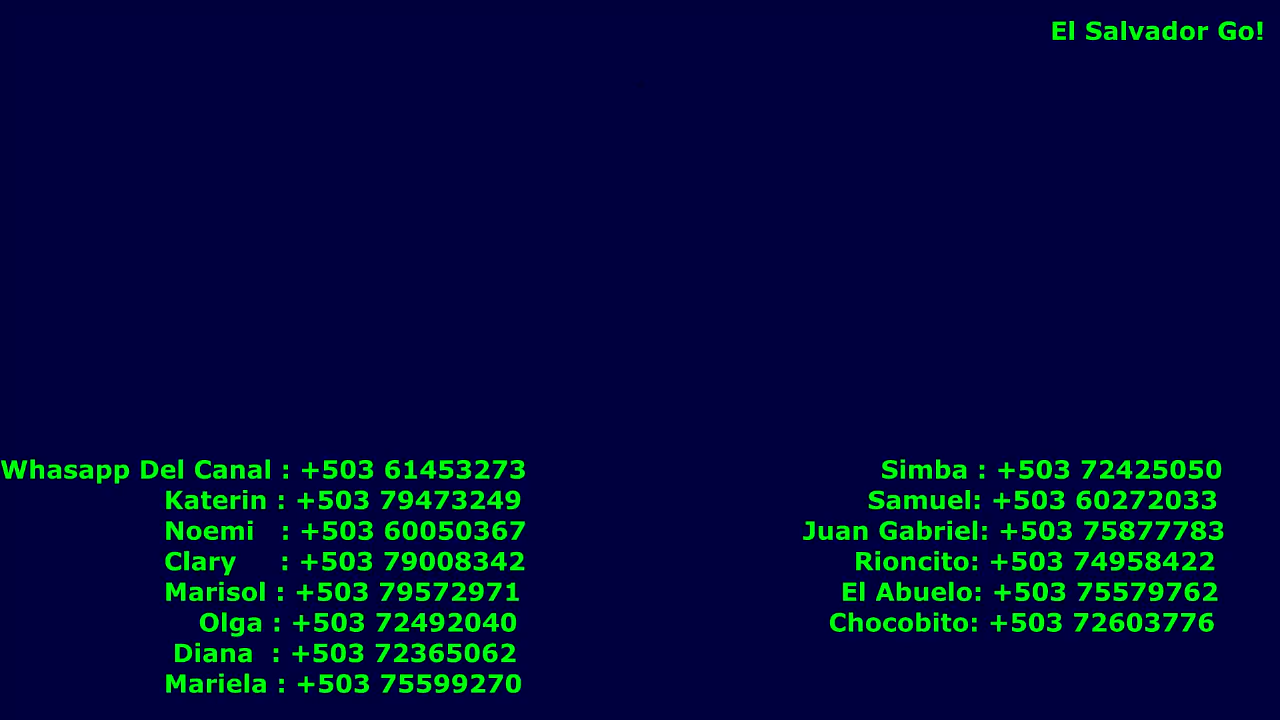 El Salvador Go!
Whasapp Del Canal : +503 61453273
Katerin : +503 79473249
Noemi : +503 60050367
Clary : +503 79008342
Marisol : +503 79572971
Olga : +503 72492040
Diana : +503 72365062
Mariela : +503 75599270
Simba : +503 72425050
Samuel: +503 60272033
Juan Gabriel: +503 75877783
Rioncito: +503 74958422
El Abuelo: +503 75579762
Chocobito: +503 72603776